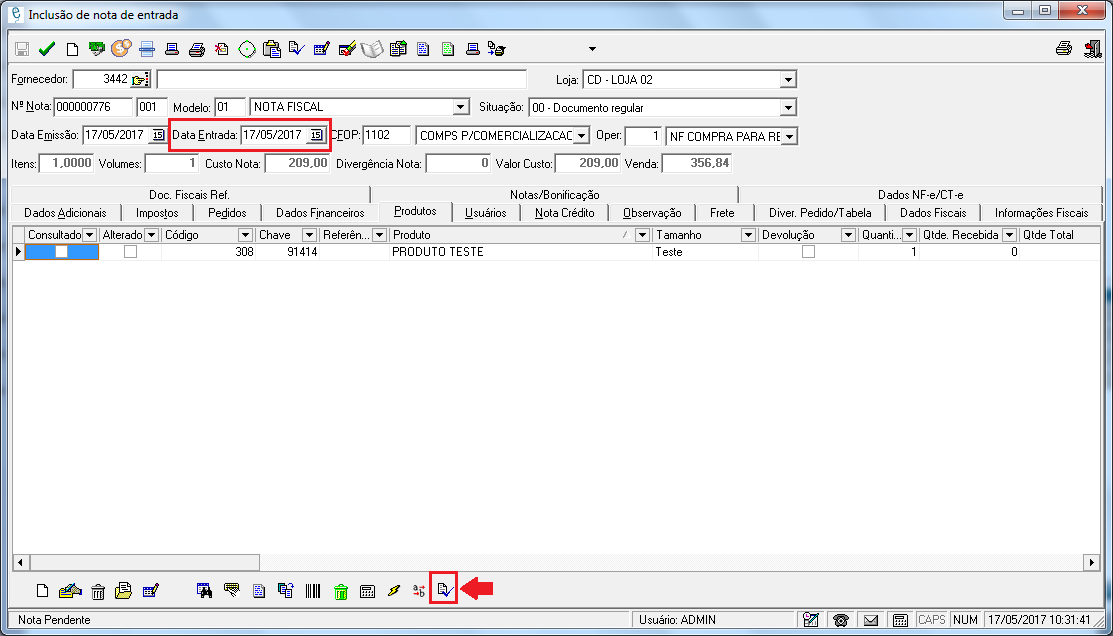 Inclusão de nota de entrada
Fornecedor: 3442 Loja: CD - LOJA 02
Nº Nota: 000000776 001 Modelo: 01 NOTA FISCAL Situação: 00 - Documento regular
Data Emissão: 17/05/2017 15 Data Entrada: 17/05/2017 15 CFOP: 1102 COMPS P/COMERCIALIZACAC Oper: 1 NF COMPRA PARA RE
Itens: 1,0000 Volumes: 1 Custo Nota: 209,00 Divergência Nota: 0 Valor Custo: 209,00 Venda: 356,84
Doc. Fiscais Ref. Notas/Bonificação Dados NF-e/CT-e
Dados Adicionais Impostos Pedidos Dados Financeiros Produtos Usuários Nota Crédito Observação Frete Diver. Pedido/Tabela Dados Fiscais Informações Fiscais
Consultado Alterado Código Chave Referên... Produto Tamanho Devolução Quanti... Qtde. Recebida Qtde Total
308 91414 PRODUTO TESTE Teste 1 0
Nota Pendente Usuário: ADMIN CAPS NUM 17/05/2017 10:31:41